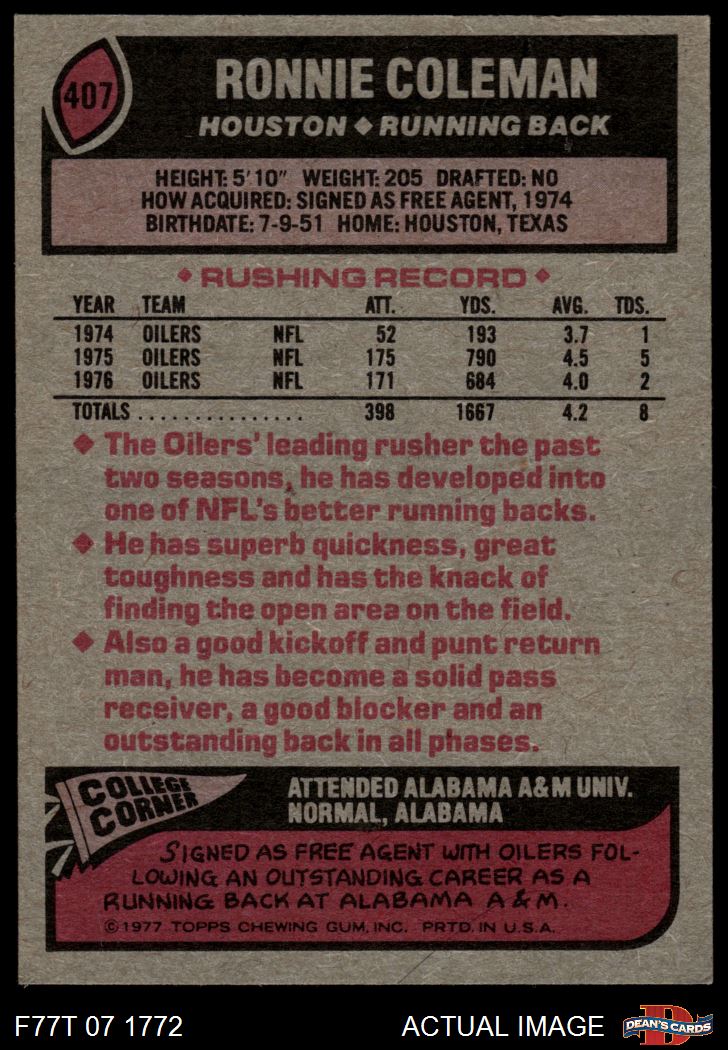 407
RONNIE COLEMAN
HOUSTON ◆ RUNNING BACK
HEIGHT: 5'10" WEIGHT: 205 DRAFTED: NO
HOW ACQUIRED: SIGNED AS FREE AGENT, 1974
BIRTHDATE: 7-9-51 HOME: HOUSTON, TEXAS
◆ RUSHING RECORD ◆
YEAR TEAM ATT. YDS. AVG. TDS.
1974 OILERS NFL 52 193 3.7 1
1975 OILERS NFL 175 790 4.5 5
1976 OILERS NFL 171 684 4.0 2
TOTALS ............... 398 1667 4.2 8
◆ The Oilers' leading rusher the past
two seasons, he has developed into
one of NFL's better running backs.
◆ He has superb quickness, great
toughness and has the knack of
finding the open area on the field.
◆ Also a good kickoff and punt return
man, he has become a solid pass
receiver, a good blocker and an
outstanding back in all phases.
COLLEGE
CORNER
ATTENDED ALABAMA A&M UNIV.
NORMAL, ALABAMA
SIGNED AS FREE AGENT WITH OILERS FOL-
LOWING AN OUTSTANDING CAREER AS A
RUNNING BACK AT ALABAMA A & M.
© 1977 TOPPS CHEWING GUM, INC. PRTD. IN U.S.A.
F77T 07 1772 ACTUAL IMAGE
D
DEAN'S CARDS